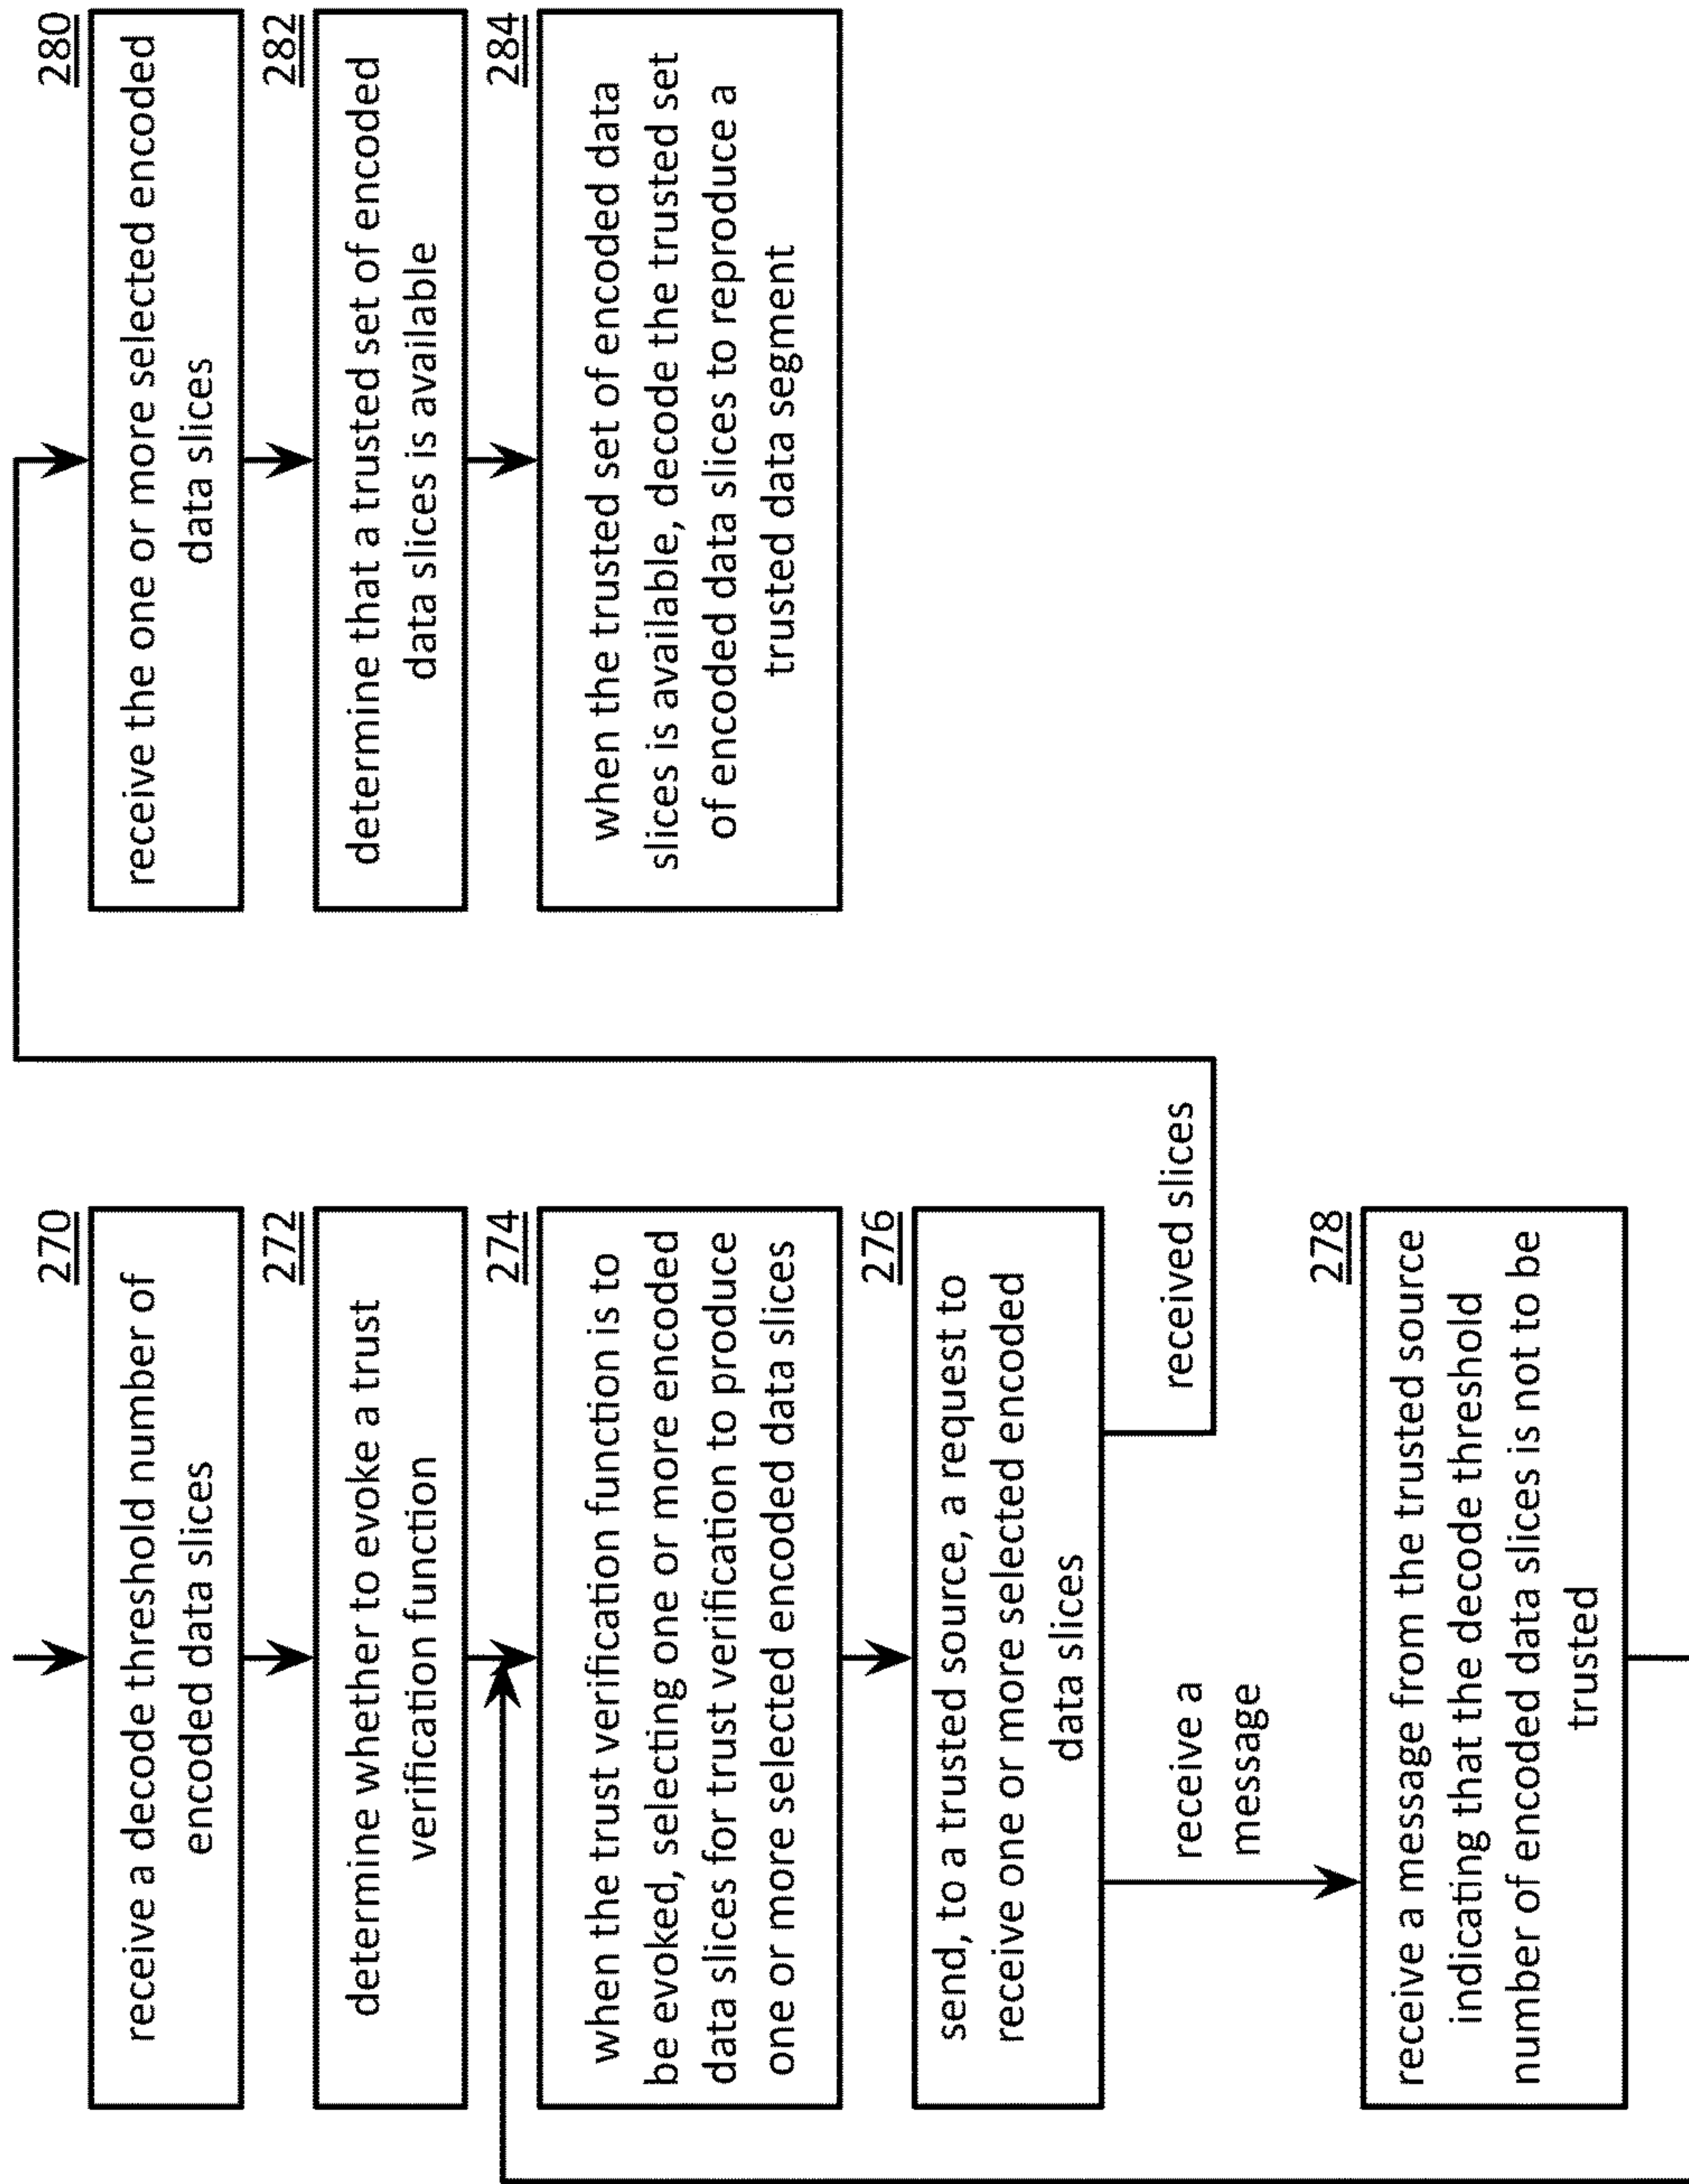 270
receive a decode threshold number of
encoded data slices
272
determine whether to evoke a trust
verification function
274
when the trust verification function is to
be evoked, selecting one or more encoded
data slices for trust verification to produce
one or more selected encoded data slices
276
send, to a trusted source, a request to
receive one or more selected encoded
data slices
receive a
message
received slices
278
receive a message from the trusted source
indicating that the decode threshold
number of encoded data slices is not to be
trusted
280
receive the one or more selected encoded
data slices
282
determine that a trusted set of encoded
data slices is available
284
when the trusted set of encoded data
slices is available, decode the trusted set
of encoded data slices to reproduce a
trusted data segment